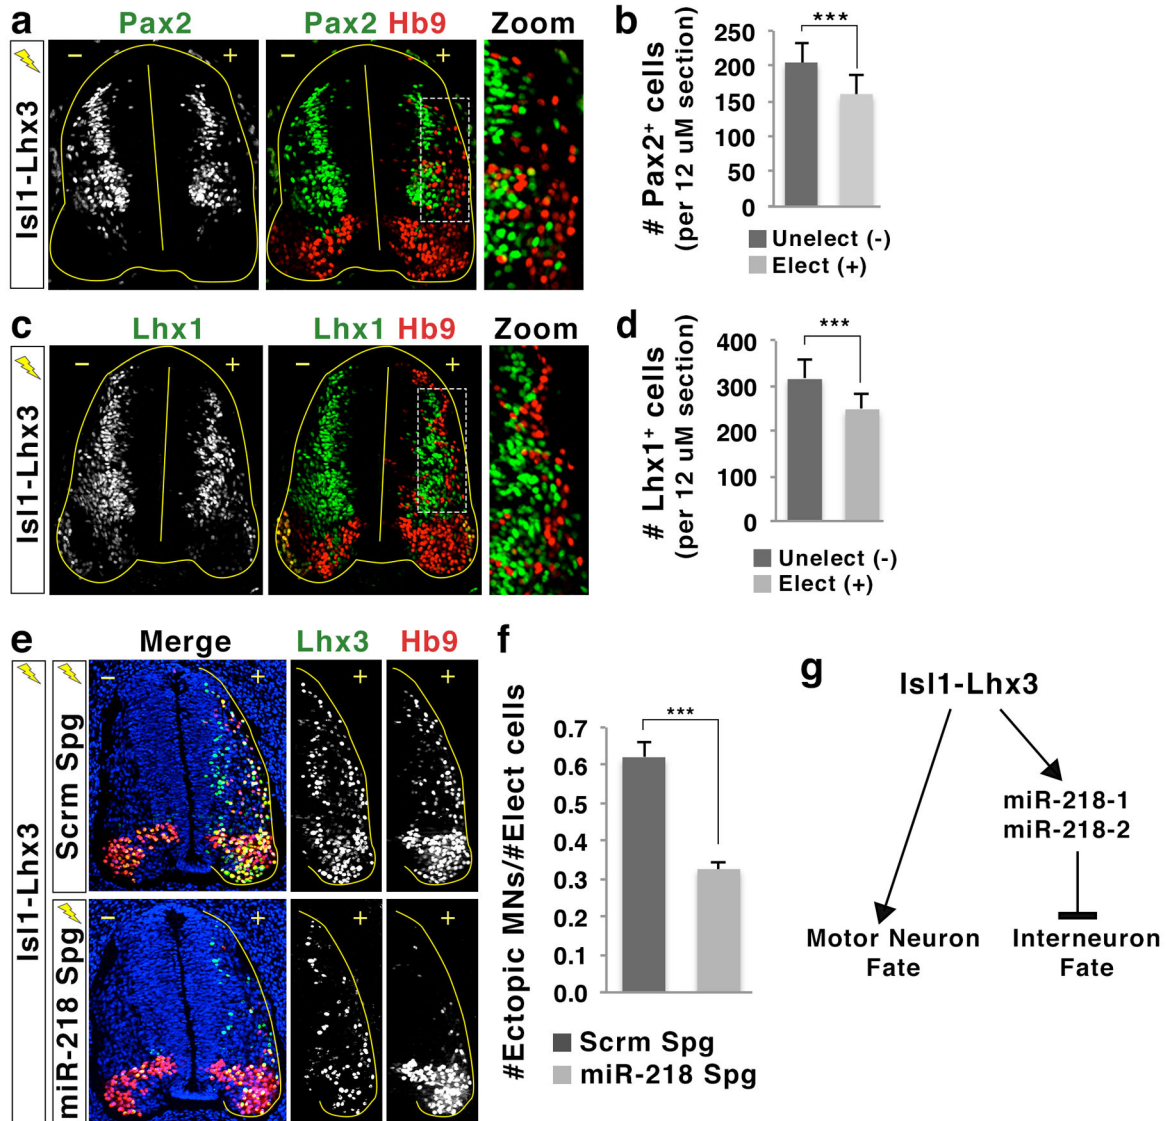 a
Pax2
Pax2 Hb9
Zoom
Isl1-Lhx3
−
+
−
+
b
# Pax2+ cells
(per 12 uM section)
250
200
150
100
50
0
***
Unelect (-)
Elect (+)
c
Lhx1
Lhx1 Hb9
Zoom
Isl1-Lhx3
−
+
−
+
d
# Lhx1+ cells
(per 12 uM section)
400
300
200
100
0
***
Unelect (-)
Elect (+)
e
Merge
Lhx3
Hb9
Isl1-Lhx3
Scrm Spg
−
+
+
+
miR-218 Spg
−
+
+
+
f
#Ectopic MNs/#Elect cells
0.7
0.6
0.5
0.4
0.3
0.2
0.1
0.0
***
Scrm Spg
miR-218 Spg
g
Isl1-Lhx3
miR-218-1
miR-218-2
Motor Neuron
Fate
Interneuron
Fate